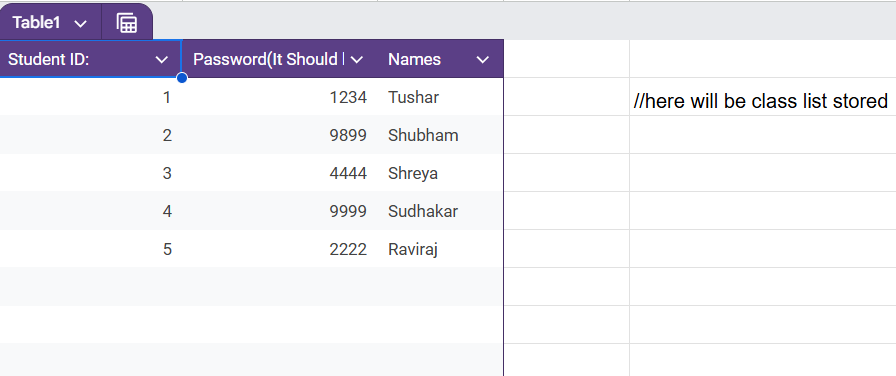 Table1
Student ID: Password(It Should Names
1 1234 Tushar //here will be class list stored
2 9899 Shubham
3 4444 Shreya
4 9999 Sudhakar
5 2222 Raviraj